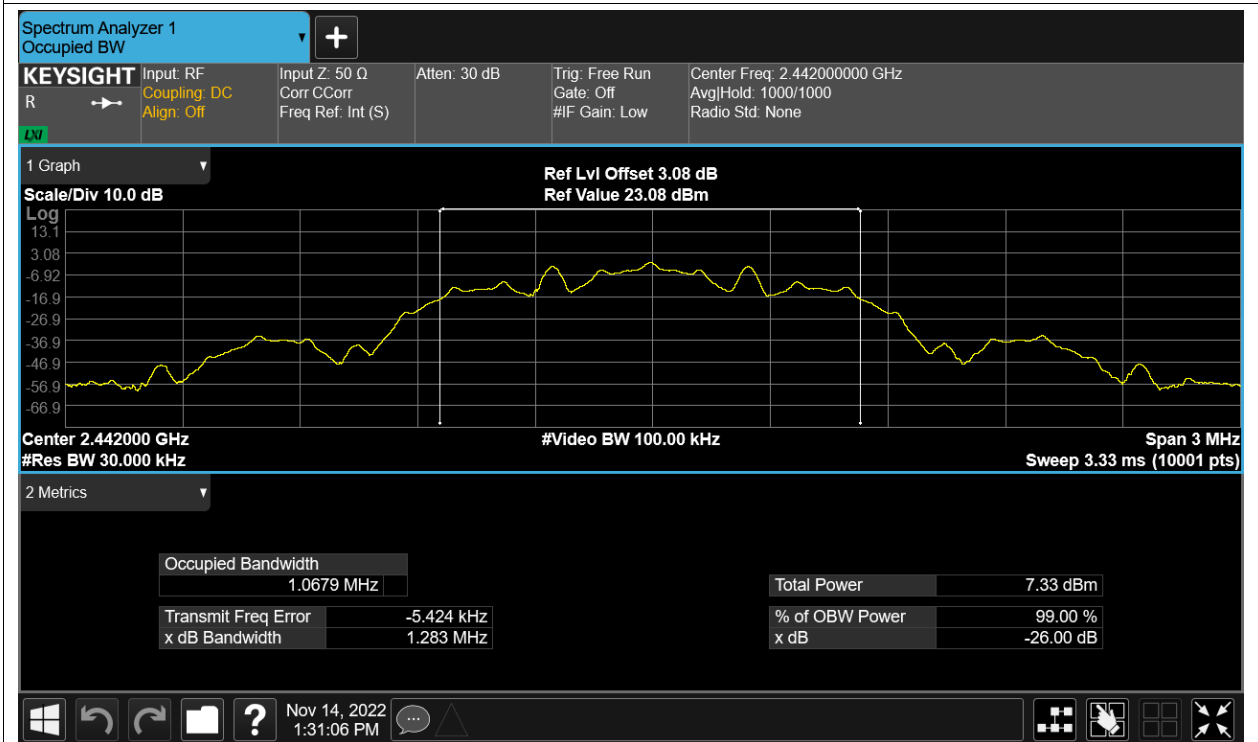 Spectrum Analyzer 1
Occupied BW
KEYSIGHT Input: RF Input Z: 50 Ω Atten: 30 dB Trig: Free Run Center Freq: 2.442000000 GHz
R Coupling: DC Corr CCorr Gate: Off Avg|Hold: 1000/1000
Align: Off Freq Ref: Int (S) #IF Gain: Low Radio Std: None
LXI
1 Graph
Ref Lvl Offset 3.08 dB
Scale/Div 10.0 dB Ref Value 23.08 dBm
Log
13.1
3.08
-6.92
-16.9
-26.9
-36.9
-46.9
-56.9
-66.9
Center 2.442000 GHz #Video BW 100.00 kHz Span 3 MHz
#Res BW 30.000 kHz Sweep 3.33 ms (10001 pts)
2 Metrics
Occupied Bandwidth
1.0679 MHz Total Power 7.33 dBm
Transmit Freq Error -5.424 kHz % of OBW Power 99.00 %
x dB Bandwidth 1.283 MHz x dB -26.00 dB
? Nov 14, 2022
1:31:06 PM